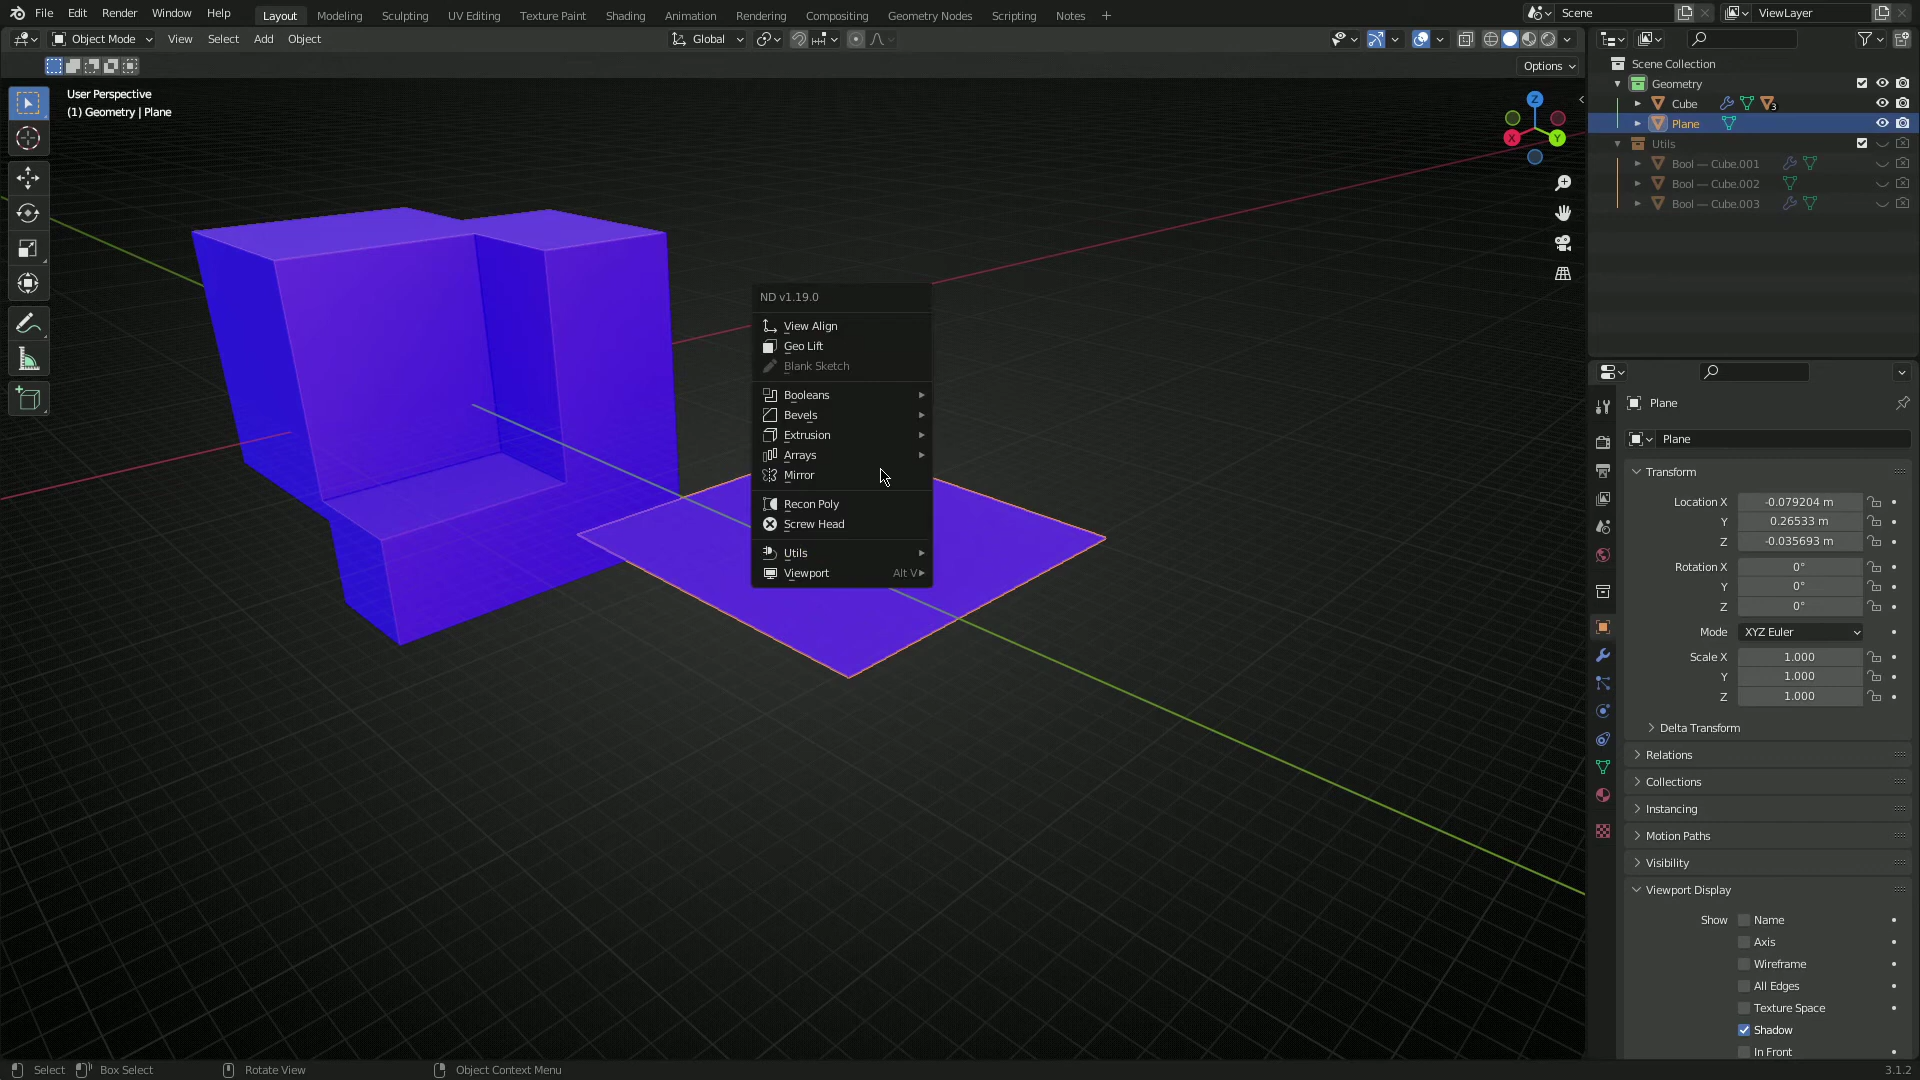 File Edit Render Window Help Layout Modeling Sculpting UV Editing Texture Paint Shading Animation Rendering Compositing Geometry Nodes Scripting Notes + Scene ViewLayer
Object Mode View Select Add Object Global
Options
User Perspective
(1) Geometry | Plane
Z
X
Y
ND v1.19.0
View Align
Geo Lift
Blank Sketch
Booleans
Bevels
Extrusion
Arrays
Mirror
Recon Poly
Screw Head
Utils
Viewport Alt V
Scene Collection
Geometry
Cube 3
Plane
Utils
Bool — Cube.001
Bool — Cube.002
Bool — Cube.003
Plane
Plane
Transform
Location X -0.079204 m
Y 0.26533 m
Z -0.035693 m
Rotation X 0°
Y 0°
Z 0°
Mode XYZ Euler
Scale X 1.000
Y 1.000
Z 1.000
Delta Transform
Relations
Collections
Instancing
Motion Paths
Visibility
Viewport Display
Show Name
Axis
Wireframe
All Edges
Texture Space
Shadow
In Front
Select Box Select Rotate View Object Context Menu 3.1.2